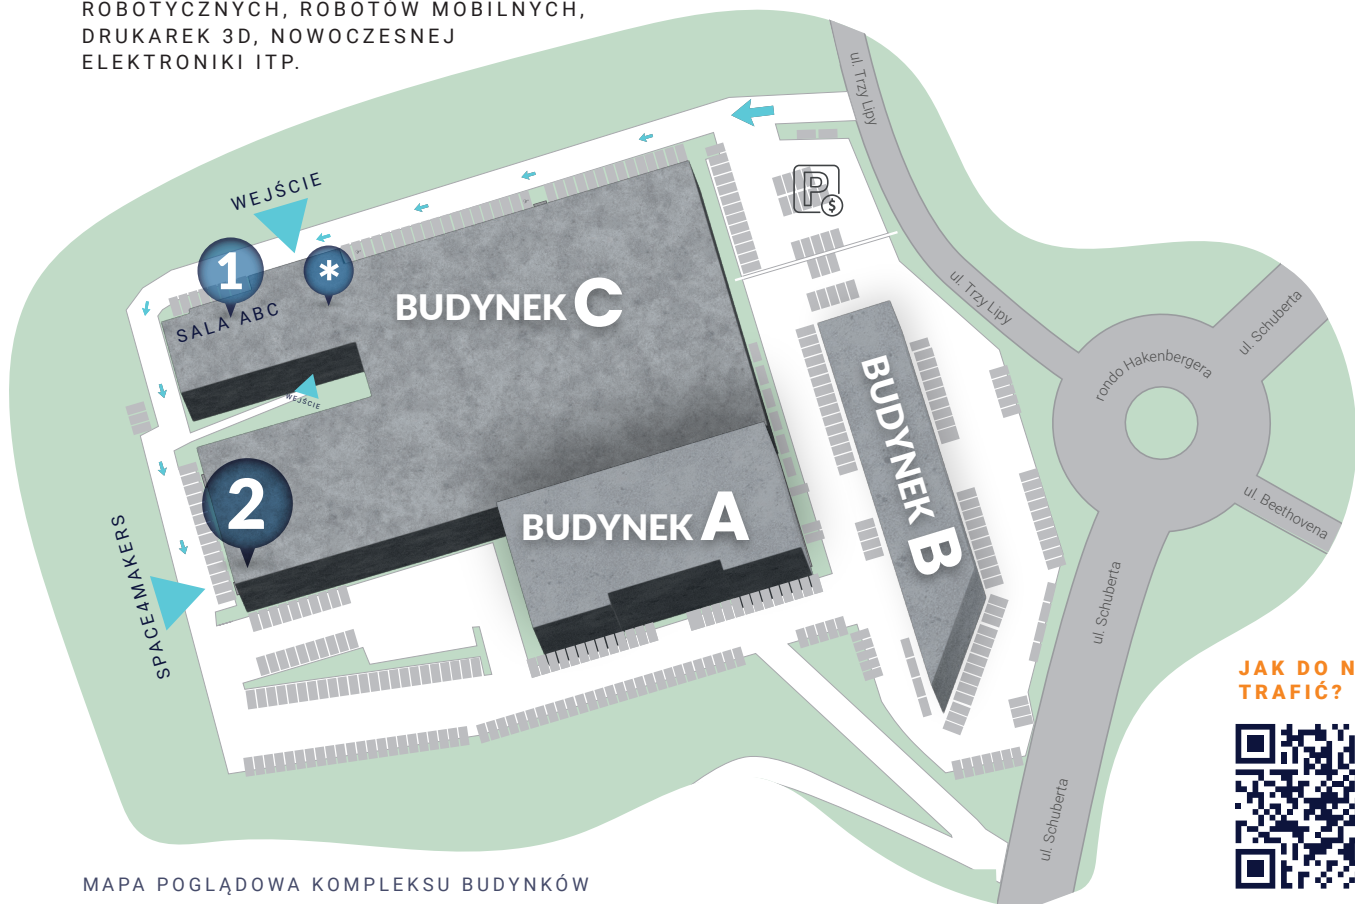 ROBOTYCZNYCH, ROBOTÓW MOBILNYCH,
DRUKAREK 3D, NOWOCZESNEJ
ELEKTRONIKI ITP.
ul. Trzy Lipy
WEJŚCIE
P
$
1
*
SALA ABC
BUDYNEK C
ul. Trzy Lipy
ul. Schuberta
rondo Hakenbergera
WEJŚCIE
BUDYNEK B
2
BUDYNEK A
ul. Beethovena
SPACE4MAKERS
ul. Schuberta
JAK DO N
TRAFIĆ?
ul. Schuberta
MAPA POGLĄDOWA KOMPLEKSU BUDYNKÓW